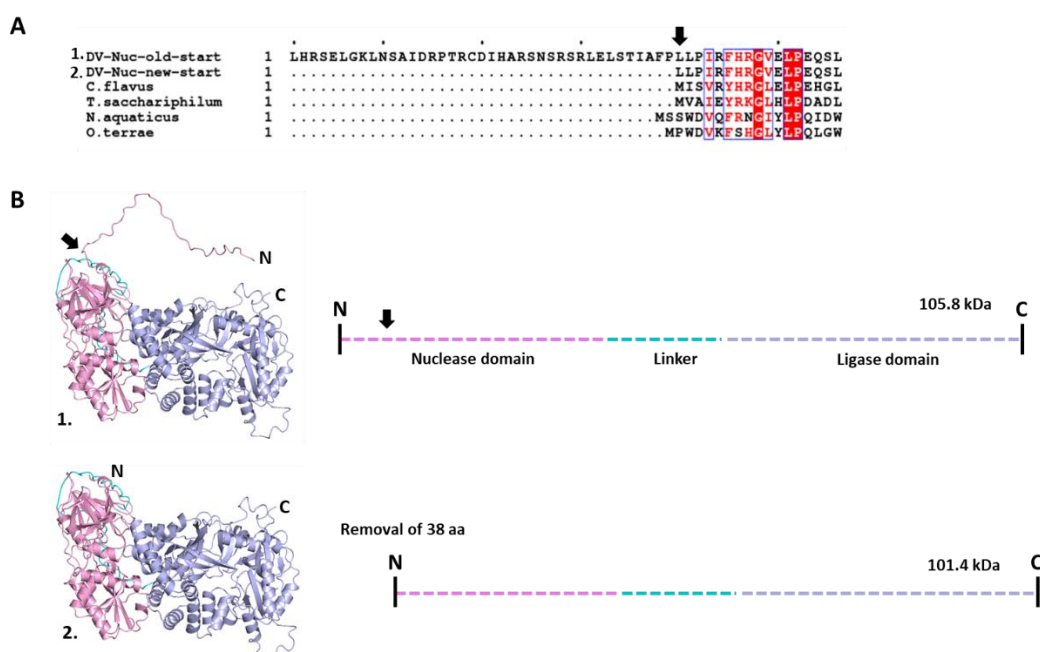 A
1. DV-Nuc-old-start 1 LHRSELGKLNSAIDRPTRCDIHARSNSRSRLELSTIAFPLLPIRFHRGVELPEQSL
2. DV-Nuc-new-start 1 .......................................LLPIRFHRGVELPEQSL
C.flavus 1 .......................................MISVRYHRGLELPEHGL
T.sacchariphilum 1 .......................................MVAIEYRKGLHLPDADL
N.aquaticus 1 .....................................MSSWDVQFRNGIYLPQIDW
O.terrae 1 ......................................MPWDVKFSHGLYLPQLGW
B
N
C
1.
N
105.8 kDa
C
Nuclease domain
Linker
Ligase domain
N
C
2.
Removal of 38 aa
N
101.4 kDa
C